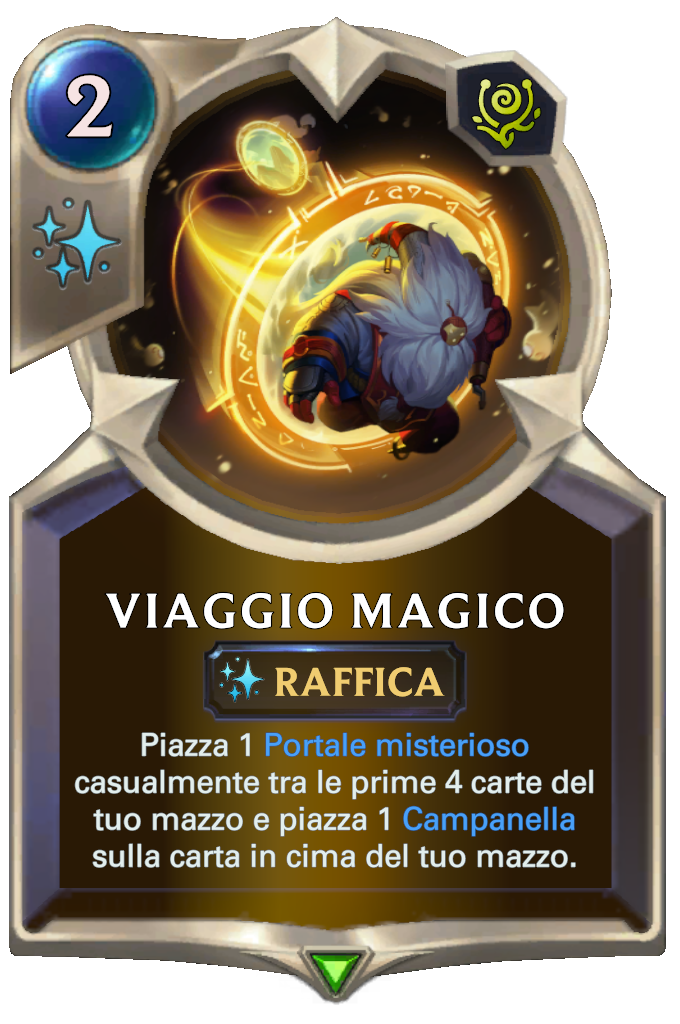 2
VIAGGIO MAGICO
RAFFICA
Piazza 1 Portale misterioso
casualmente tra le prime 4 carte del
tuo mazzo e piazza 1 Campanella
sulla carta in cima del tuo mazzo.